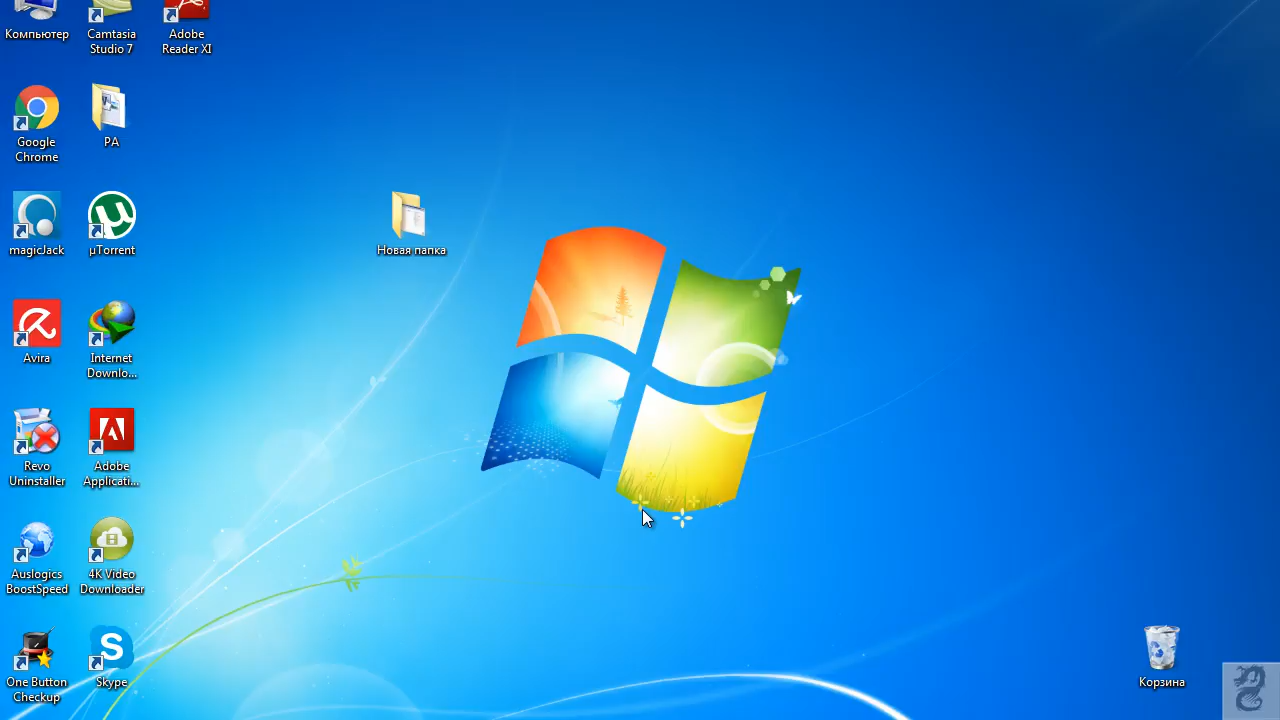 Компьютер
Camtasia
Studio 7
Adobe
Reader XI
Google
Chrome
PA
magicJack
µTorrent
Новая папка
Avira
Internet
Downlo...
Revo
Uninstaller
Adobe
Applicati...
Auslogics
BoostSpeed
4K Video
Downloader
One Button
Checkup
Skype
Корзина